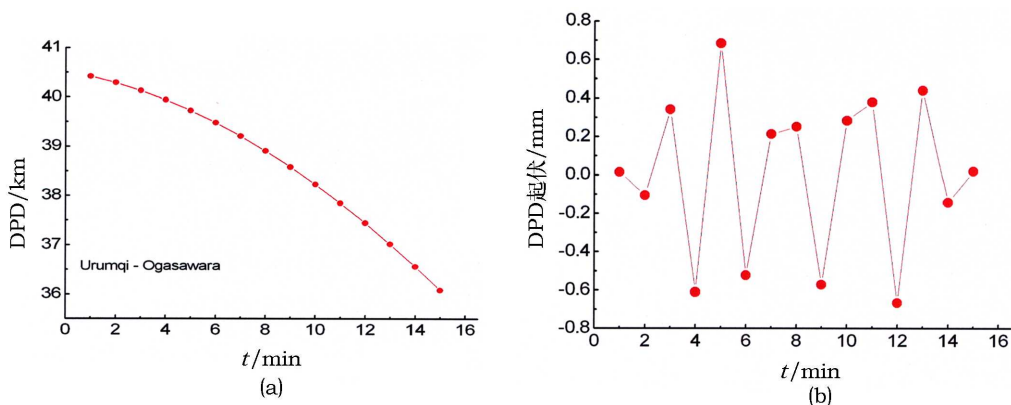 41
40
39
38
37
36
DPD/km
Urumqi - Ogasawara
0 2 4 6 8 10 12 14 16
t/min
(a)
0.8
0.6
0.4
0.2
0.0
-0.2
-0.4
-0.6
-0.8
DPD起伏/mm
0 2 4 6 8 10 12 14 16
t/min
(b)